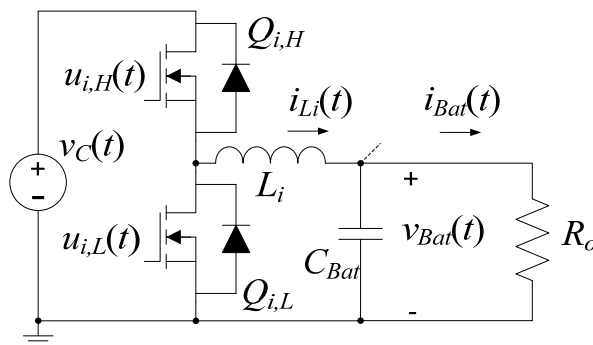 Q_{i,H}
u_{i,H}(t)
i_{Li}(t)
i_{Bat}(t)
v_C(t)
+
-
L_i
+
u_{i,L}(t)
C_{Bat}
v_{Bat}(t)
R_o
Q_{i,L}
-